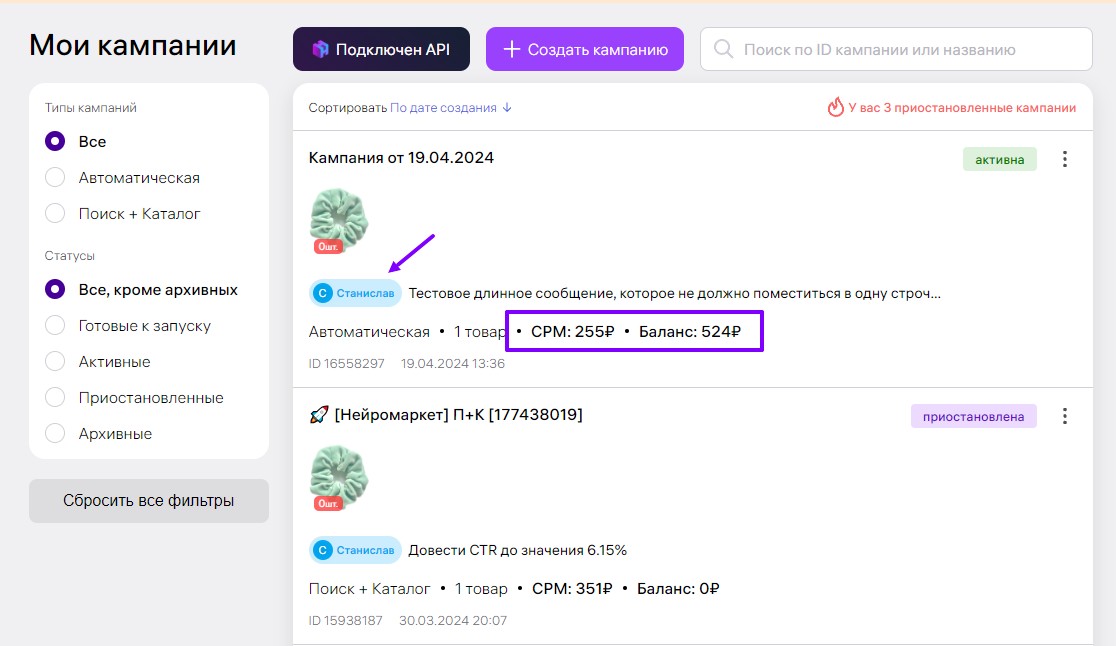 Мои кампании
Подключен API
Создать кампанию
Поиск по ID кампании или названию
Типы кампаний
Все
Автоматическая
Поиск + Каталог
Статусы
Все, кроме архивных
Готовые к запуску
Активные
Приостановленные
Архивные
Сбросить все фильтры
Сортировать По дате создания ↓
У вас 3 приостановленные кампании
Кампания от 19.04.2024
активна
0шт.
С Станислав Тестовое длинное сообщение, которое не должно поместиться в одну строч...
Автоматическая • 1 товар • CPM: 255₽ • Баланс: 524₽
ID 16558297 19.04.2024 13:36
🚀 [Нейромаркет] П+К [177438019]
приостановлена
0шт.
С Станислав Довести CTR до значения 6.15%
Поиск + Каталог • 1 товар • CPM: 351₽ • Баланс: 0₽
ID 15938187 30.03.2024 20:07